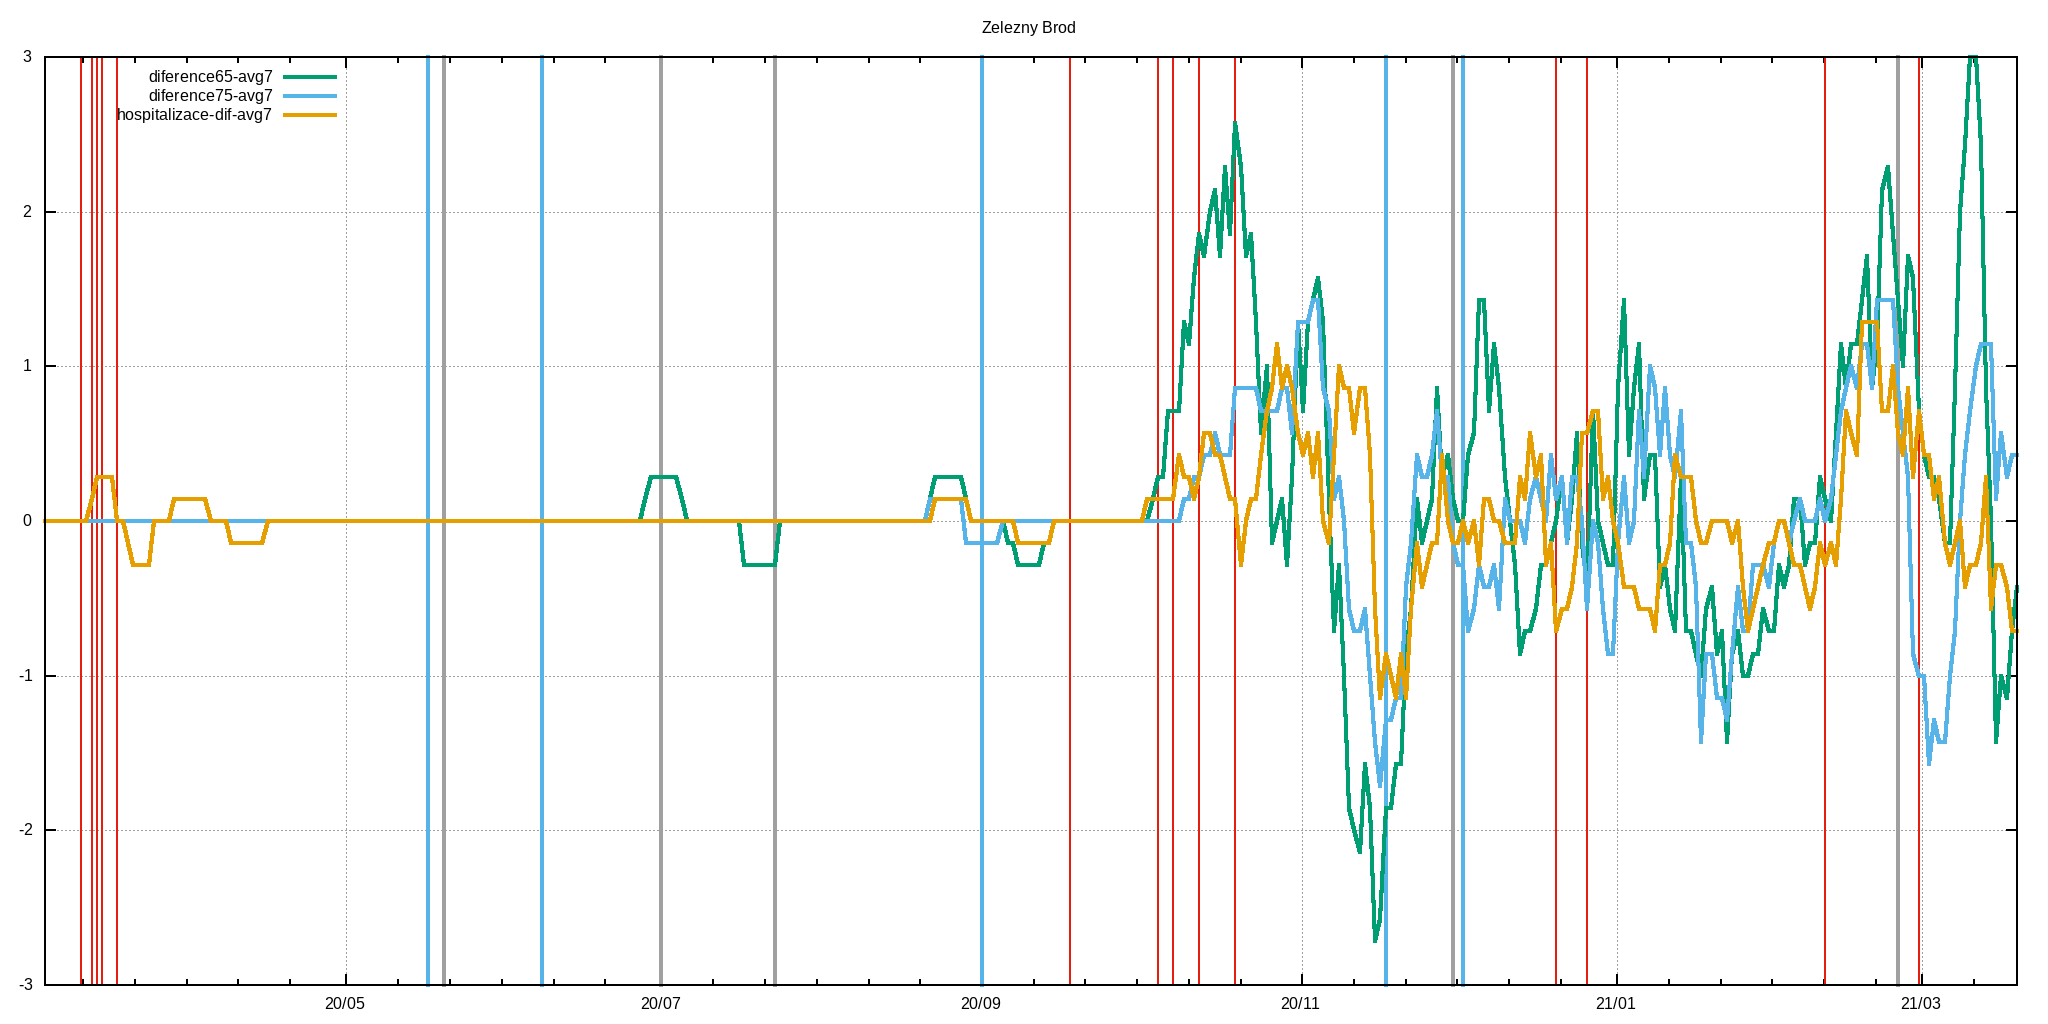 Zelezny Brod
3
diference65-avg7
diference75-avg7
hospitalizace-dif-avg7
2
1
0
-1
-2
-3
20/05 20/07 20/09 20/11 21/01 21/03